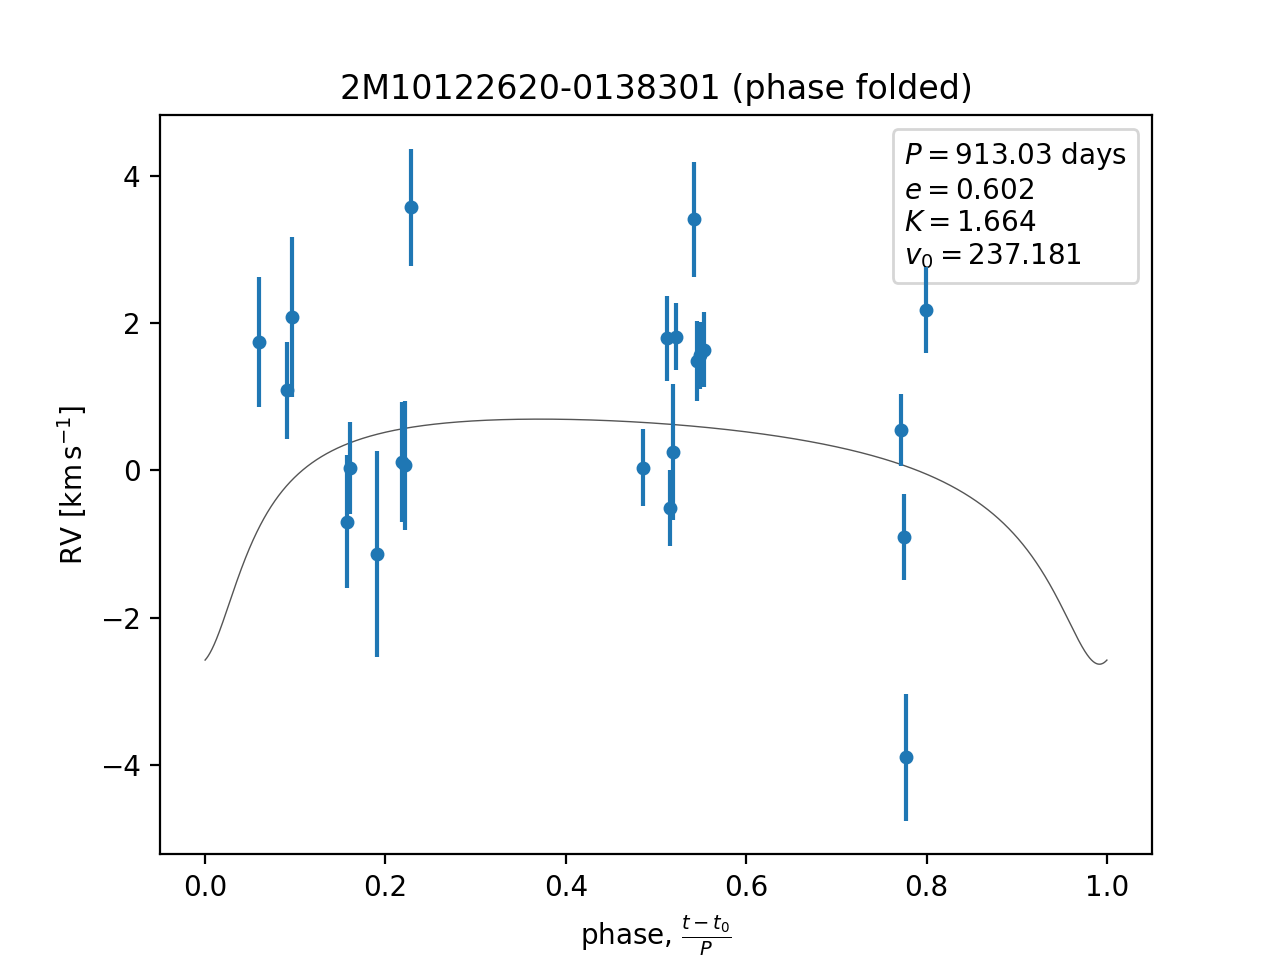 2M10122620-0138301 (phase folded)
P = 913.03 days
e = 0.602
K = 1.664
v₀ = 237.181
4
2
0
−2
−4
RV [km s⁻¹]
0.0 0.2 0.4 0.6 0.8 1.0
phase, (t − t₀)/P